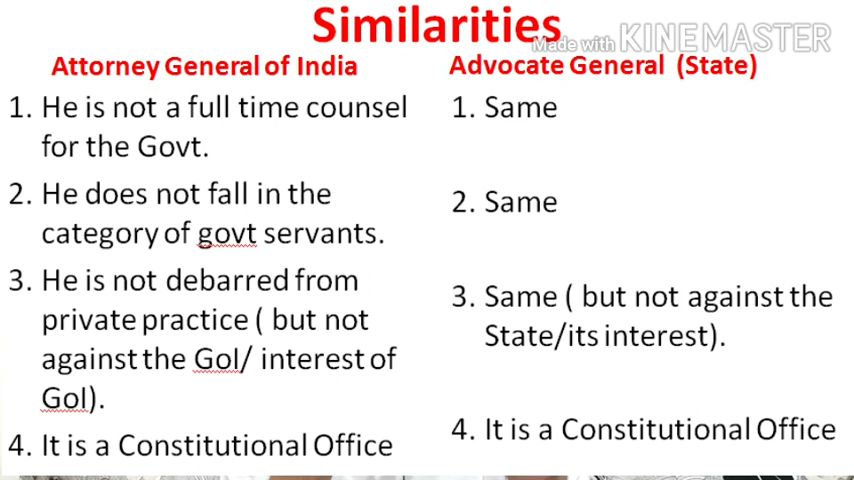 Similarities
Made with KINEMASTER
Attorney General of India
1. He is not a full time counsel
for the Govt.
2. He does not fall in the
category of govt servants.
3. He is not debarred from
private practice ( but not
against the GoI/ interest of
GoI).
4. It is a Constitutional Office
Advocate General (State)
1. Same
2. Same
3. Same ( but not against the
State/its interest).
4. It is a Constitutional Office